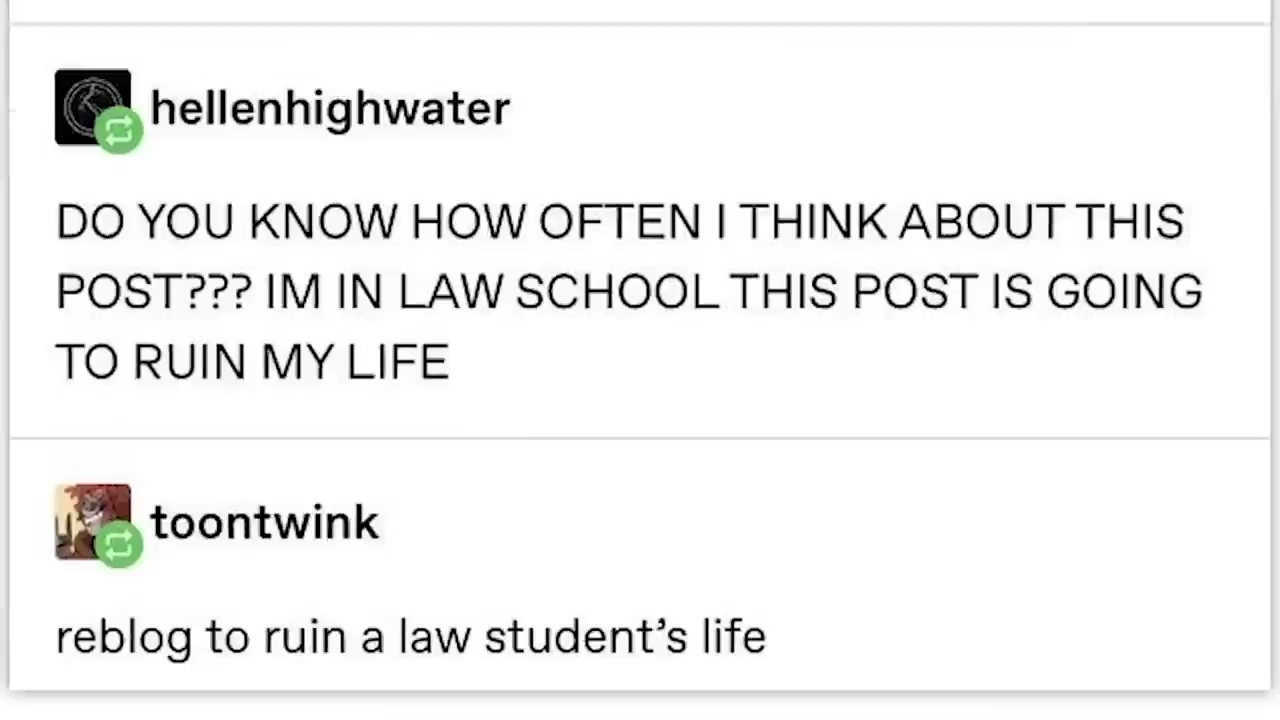 hellenhighwater
DO YOU KNOW HOW OFTEN I THINK ABOUT THIS
POST??? IM IN LAW SCHOOL THIS POST IS GOING
TO RUIN MY LIFE
toontwink
reblog to ruin a law student’s life